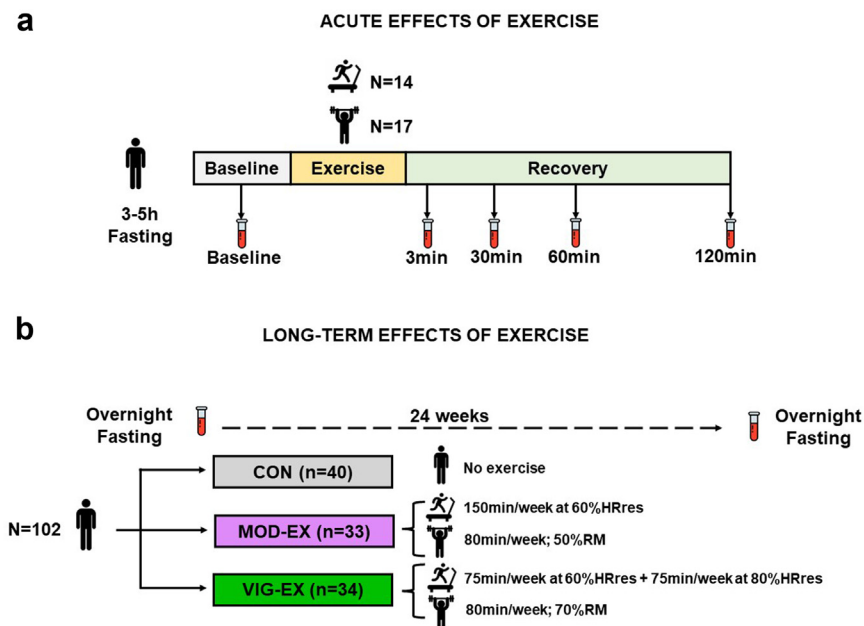 a
ACUTE EFFECTS OF EXERCISE
N=14
N=17
Baseline
Exercise
Recovery
3-5h
Fasting
Baseline
3min
30min
60min
120min
b
LONG-TERM EFFECTS OF EXERCISE
Overnight
Fasting
24 weeks
Overnight
Fasting
CON (n=40)
No exercise
N=102
MOD-EX (n=33)
150min/week at 60%HRres
80min/week; 50%RM
VIG-EX (n=34)
75min/week at 60%HRres + 75min/week at 80%HRres
80min/week; 70%RM